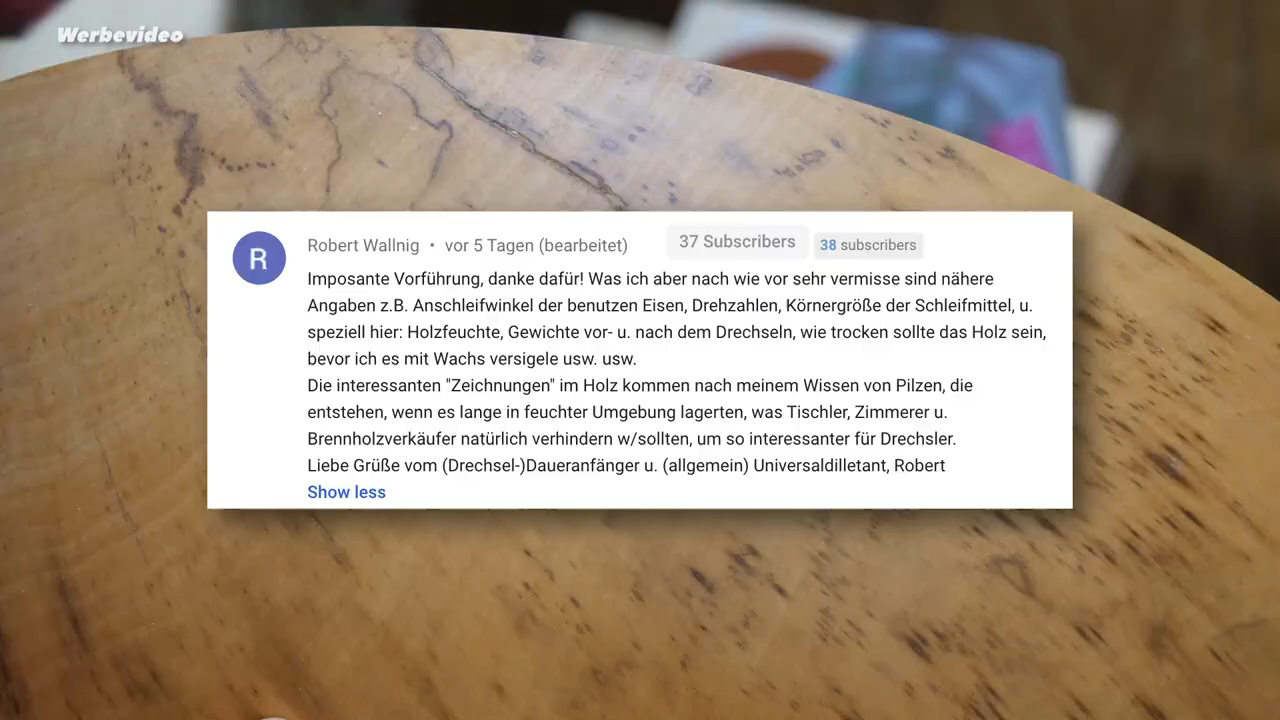 Werbevideo
R
Robert Wallnig • vor 5 Tagen (bearbeitet) 37 Subscribers 38 subscribers
Imposante Vorführung, danke dafür! Was ich aber nach wie vor sehr vermisse sind nähere
Angaben z.B. Anschleifwinkel der benutzen Eisen, Drehzahlen, Körnergröße der Schleifmittel, u.
speziell hier: Holzfeuchte, Gewichte vor- u. nach dem Drechseln, wie trocken sollte das Holz sein,
bevor ich es mit Wachs versigele usw. usw.
Die interessanten "Zeichnungen" im Holz kommen nach meinem Wissen von Pilzen, die
entstehen, wenn es lange in feuchter Umgebung lagerten, was Tischler, Zimmerer u.
Brennholzverkäufer natürlich verhindern w/sollten, um so interessanter für Drechsler.
Liebe Grüße vom (Drechsel-)Daueranfänger u. (allgemein) Universaldilletant, Robert
Show less